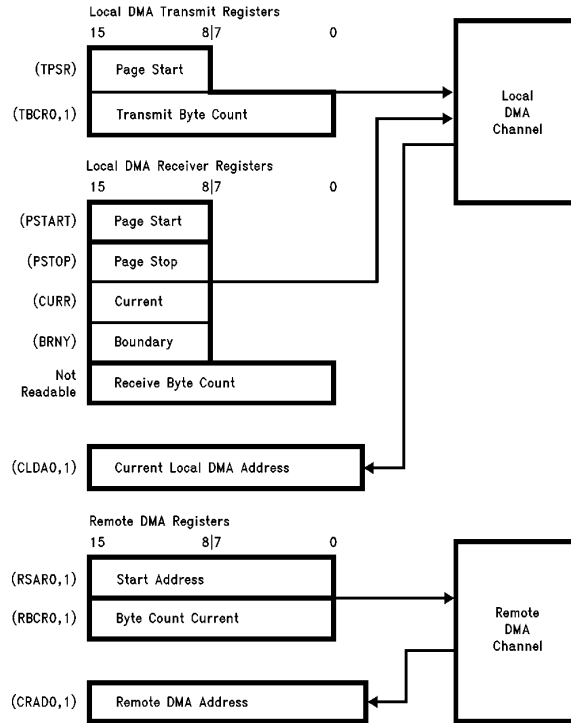 Local DMA Transmit Registers
15 8|7 0
(TPSR) Page Start
(TBCR0,1) Transmit Byte Count
Local
DMA
Channel
Local DMA Receiver Registers
15 8|7 0
(PSTART) Page Start
(PSTOP) Page Stop
(CURR) Current
(BRNY) Boundary
Not
Readable
Receive Byte Count
(CLDA0,1) Current Local DMA Address
Remote DMA Registers
15 8|7 0
(RSAR0,1) Start Address
(RBCR0,1) Byte Count Current
Remote
DMA
Channel
(CRAD0,1) Remote DMA Address